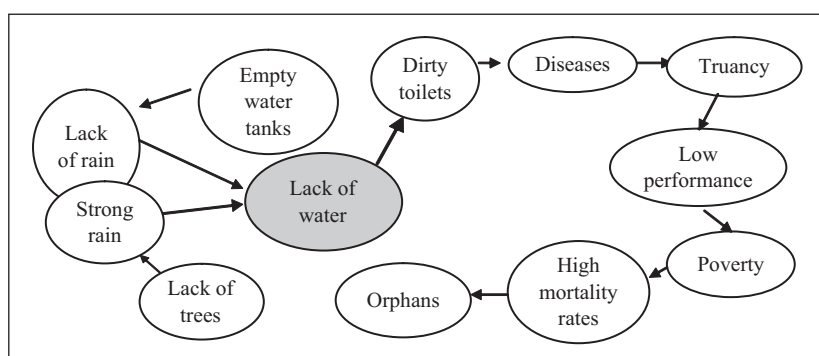 Empty
water
tanks
Lack
of rain
Strong
rain
Lack of
trees
Lack of
water
Dirty
toilets
Diseases
Truancy
Low
performance
Poverty
High
mortality
rates
Orphans